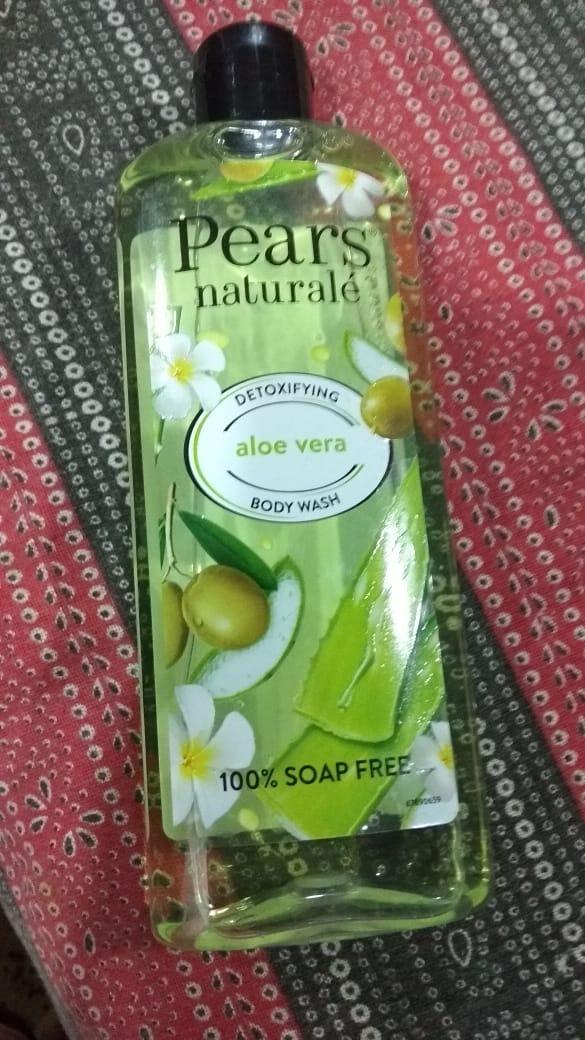 Pears
naturalé
DETOXIFYING
aloe vera
BODY WASH
100% SOAP FREE